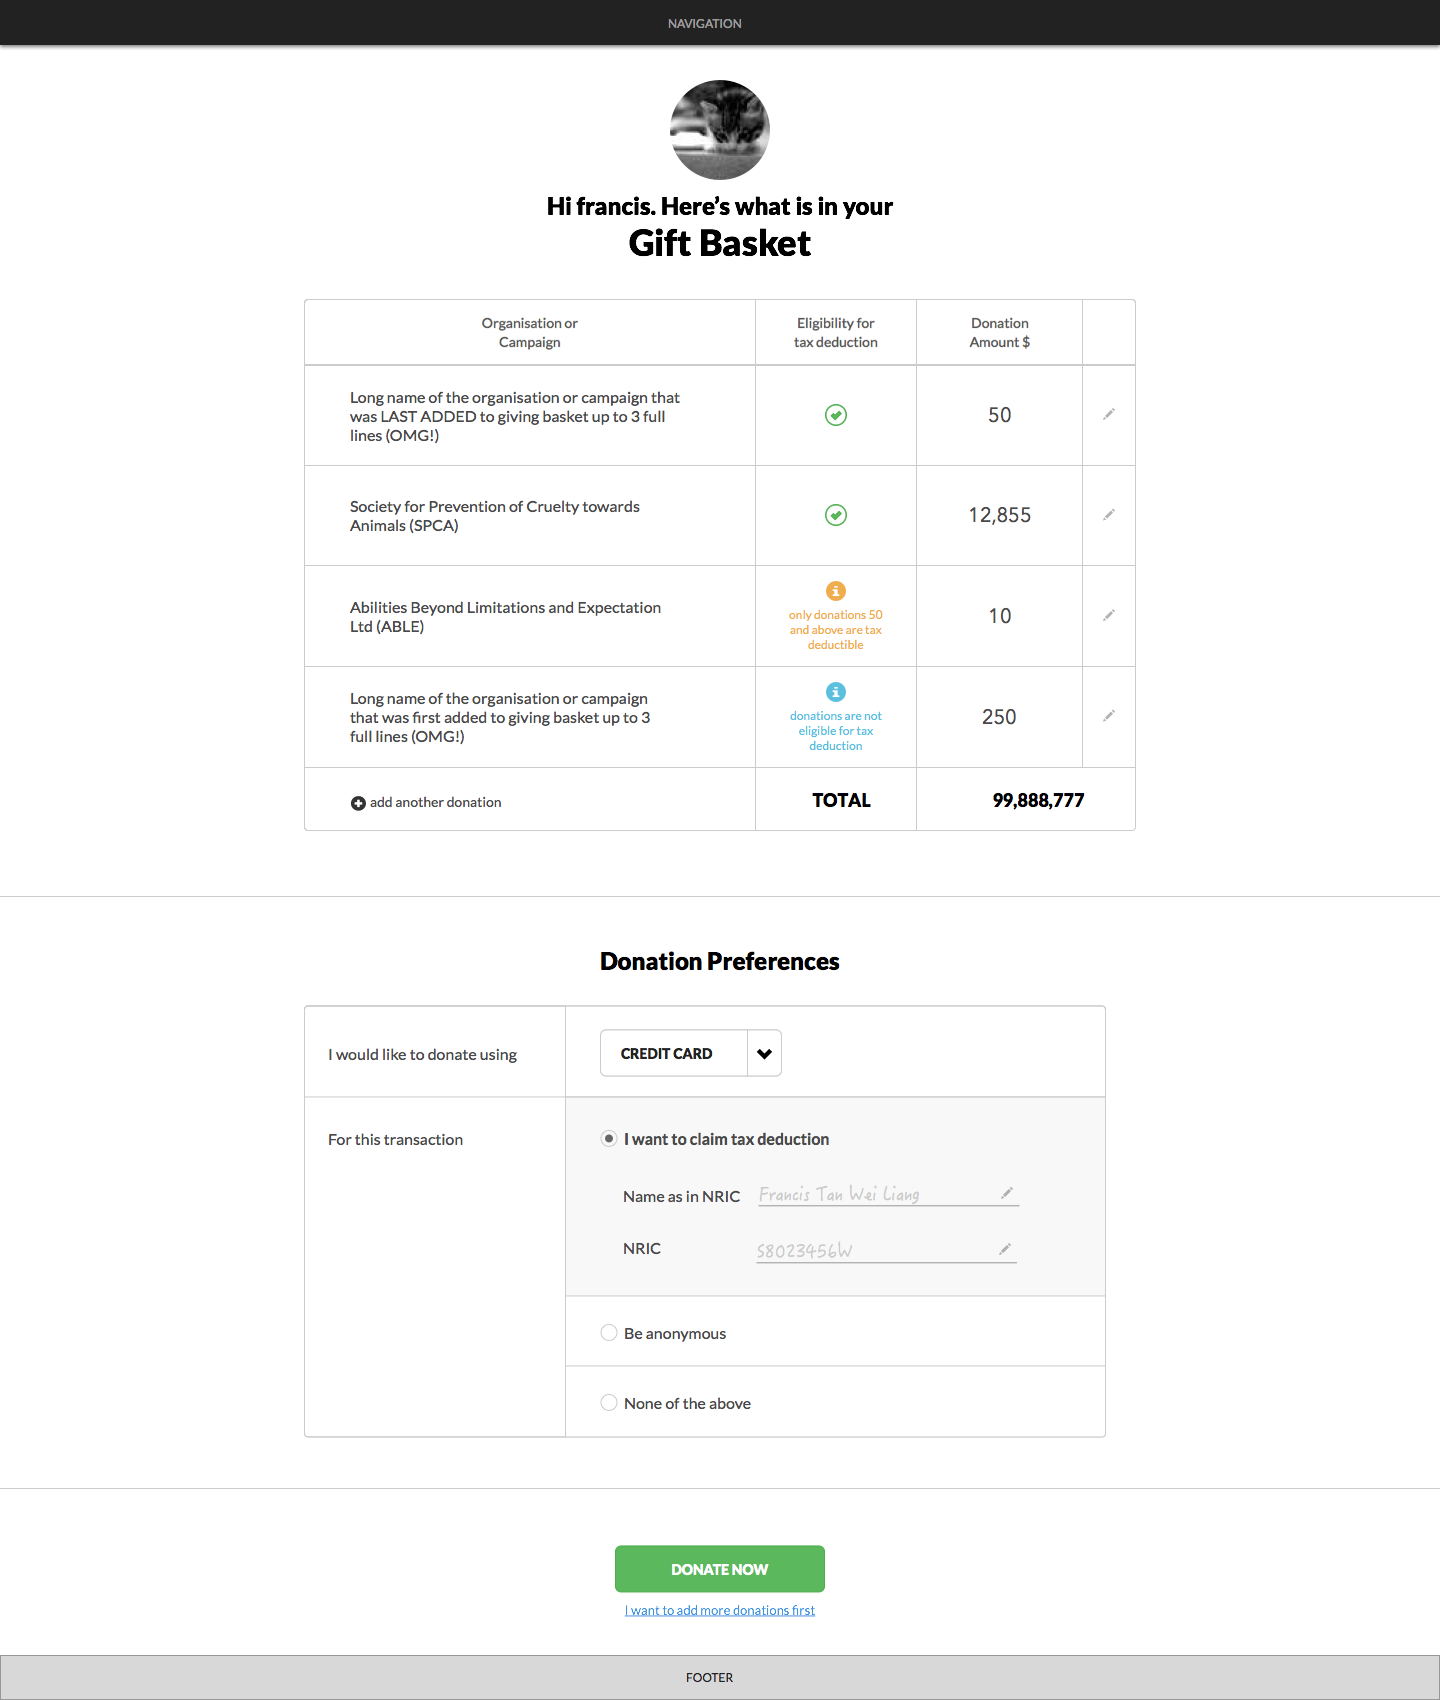 NAVIGATION
Hi francis. Here's what is in your
Gift Basket
Organisation or
Campaign
Eligibility for
tax deduction
Donation
Amount $
Long name of the organisation or campaign that
was LAST ADDED to giving basket up to 3 full
lines (OMG!)
50
Society for Prevention of Cruelty towards
Animals (SPCA)
12,855
Abilities Beyond Limitations and Expectation
Ltd (ABLE)
only donations 50
and above are tax
deductible
10
Long name of the organisation or campaign
that was first added to giving basket up to 3
full lines (OMG!)
donations are not
eligible for tax
deduction
250
add another donation
TOTAL
99,888,777
Donation Preferences
I would like to donate using
CREDIT CARD
For this transaction
I want to claim tax deduction
Name as in NRIC
Francis Tan Wei Liang
NRIC
S8023456W
Be anonymous
None of the above
DONATE NOW
I want to add more donations first
FOOTER